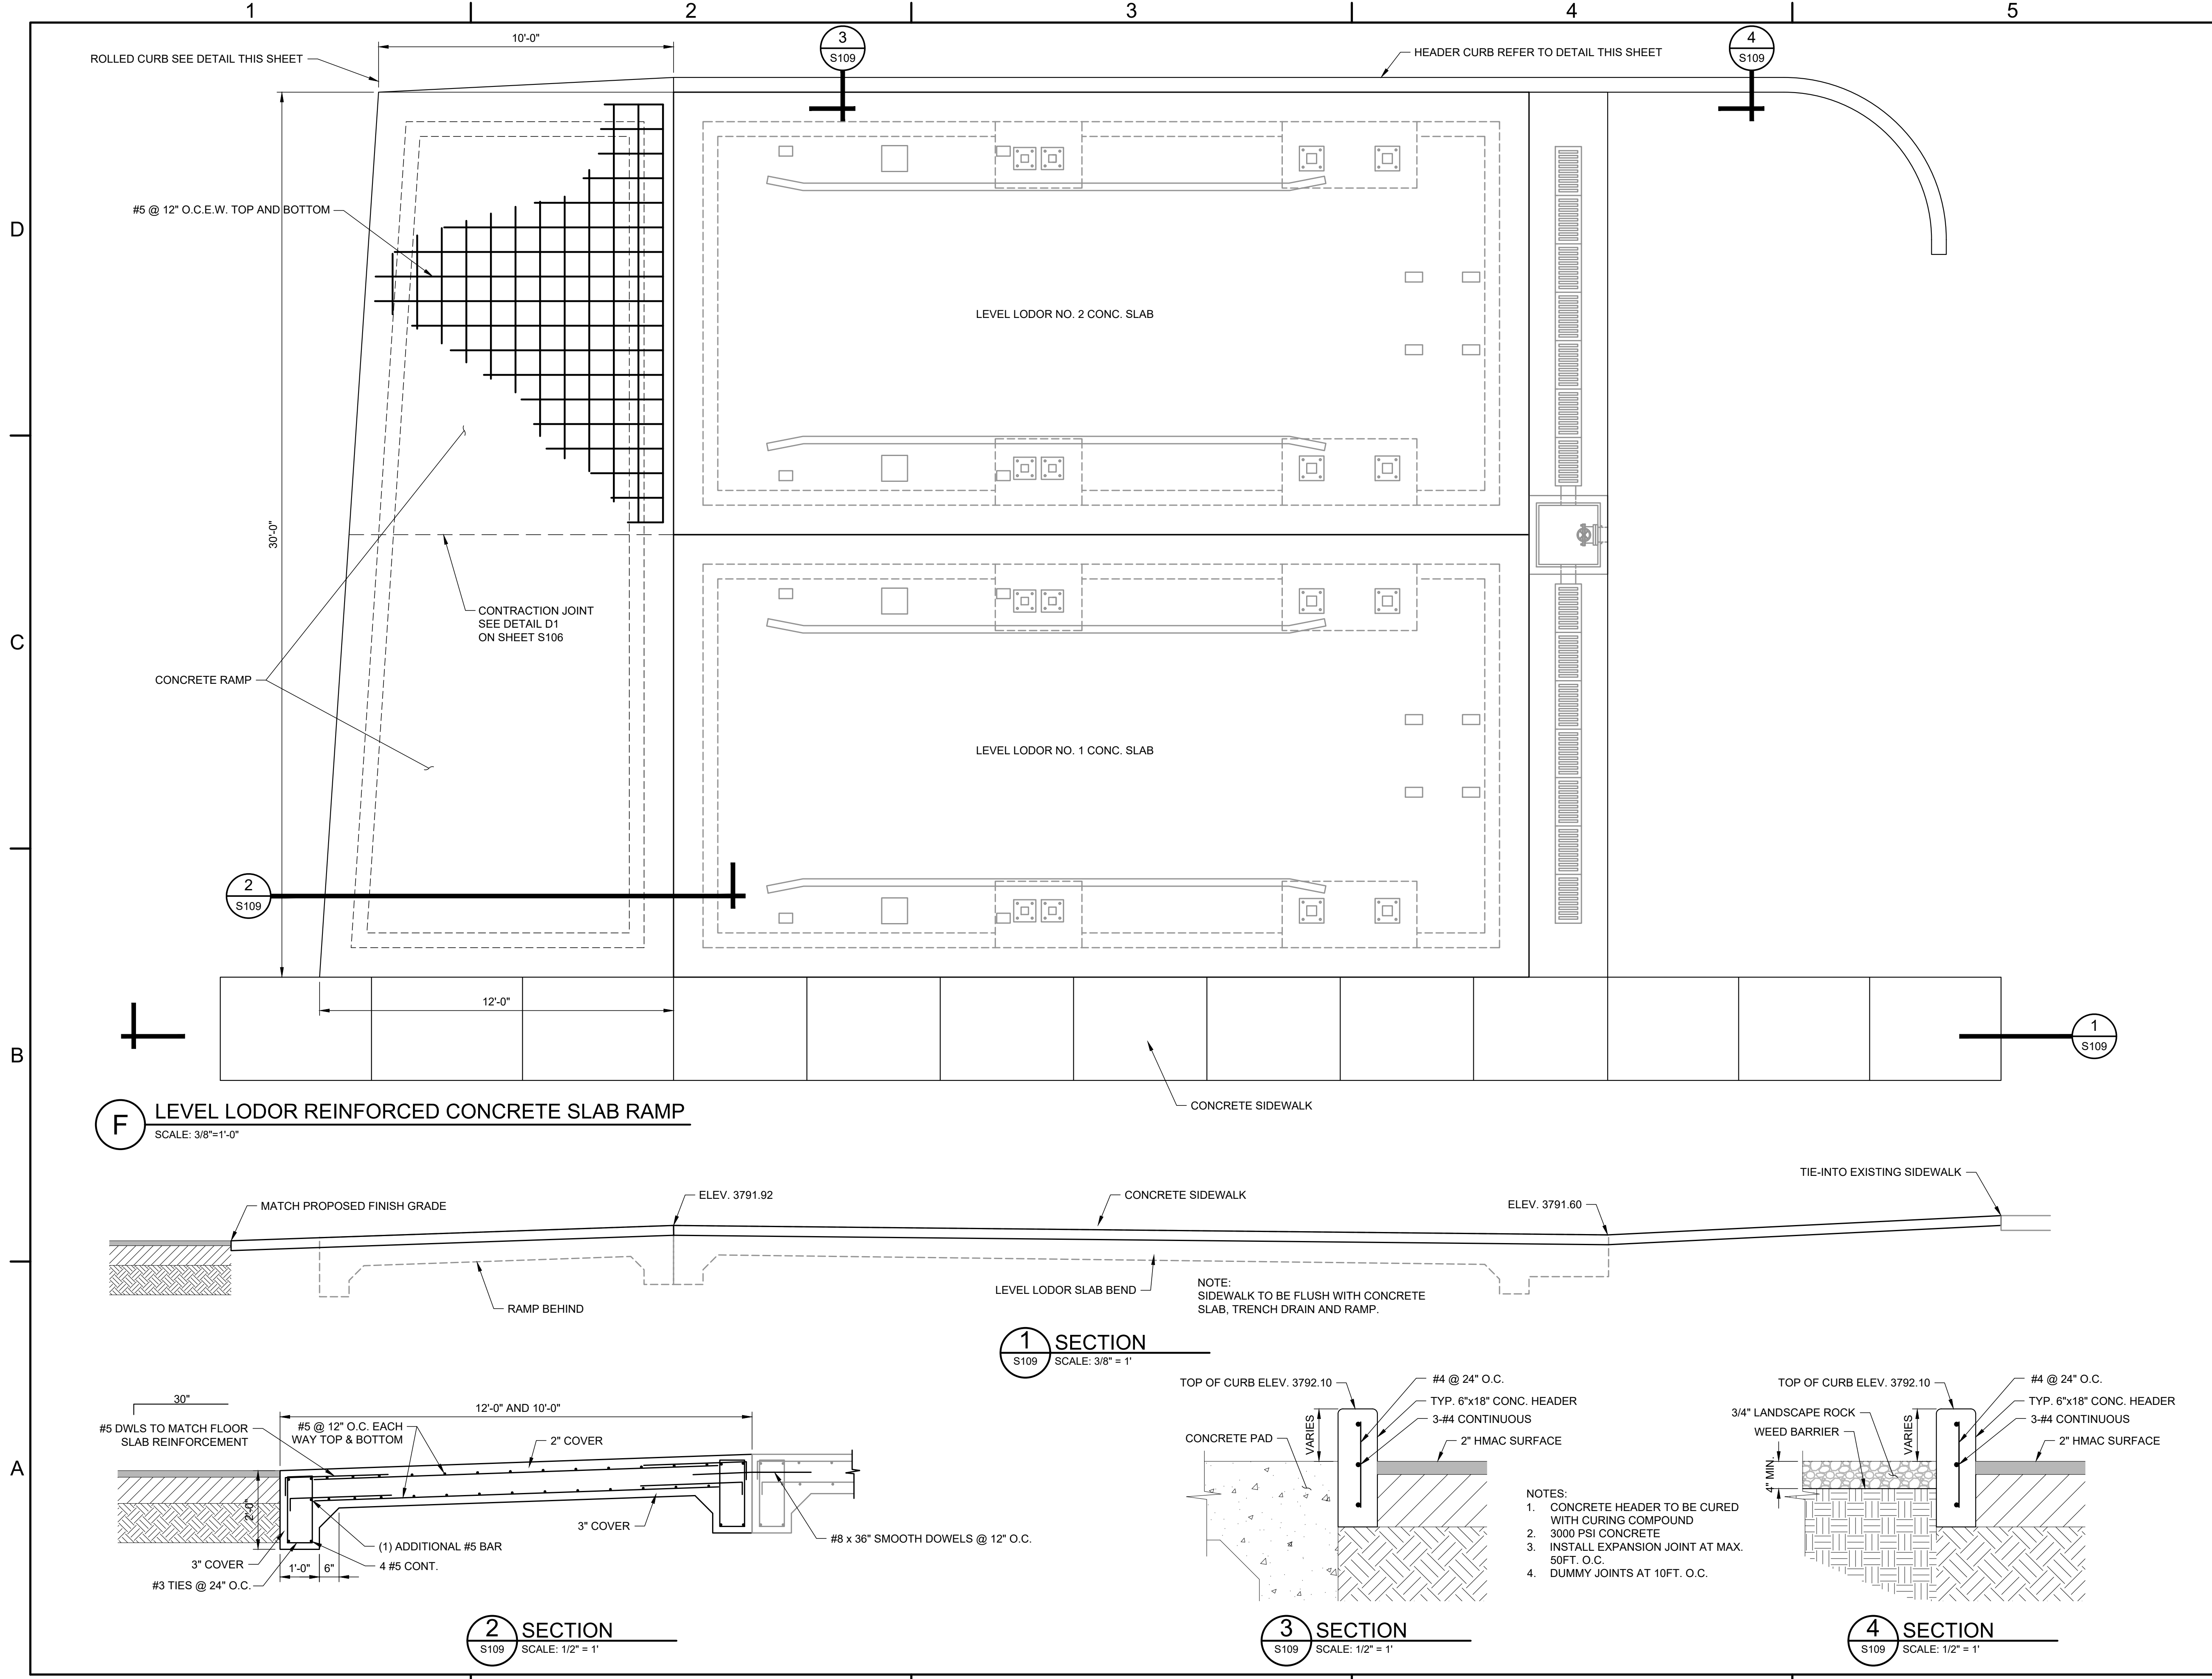 1
2
3
4
5
10'-0"
3
S109
4
S109
ROLLED CURB SEE DETAIL THIS SHEET
HEADER CURB REFER TO DETAIL THIS SHEET
D
#5 @ 12" O.C.E.W. TOP AND BOTTOM
LEVEL LODOR NO. 2 CONC. SLAB
30'-0"
CONTRACTION JOINT
SEE DETAIL D1
ON SHEET S106
C
CONCRETE RAMP
LEVEL LODOR NO. 1 CONC. SLAB
2
S109
12'-0"
1
S109
B
CONCRETE SIDEWALK
F
LEVEL LODOR REINFORCED CONCRETE SLAB RAMP
SCALE: 3/8"=1'-0"
TIE-INTO EXISTING SIDEWALK
MATCH PROPOSED FINISH GRADE
ELEV. 3791.92
CONCRETE SIDEWALK
ELEV. 3791.60
RAMP BEHIND
LEVEL LODOR SLAB BEND
NOTE:
SIDEWALK TO BE FLUSH WITH CONCRETE
SLAB, TRENCH DRAIN AND RAMP.
1
S109
SECTION
SCALE: 3/8" = 1'
A
30"
12'-0" AND 10'-0"
#5 DWLS TO MATCH FLOOR
SLAB REINFORCEMENT
#5 @ 12" O.C. EACH
WAY TOP & BOTTOM
2" COVER
2'-0"
3" COVER
#8 x 36" SMOOTH DOWELS @ 12" O.C.
(1) ADDITIONAL #5 BAR
3" COVER
1'-0"
6"
4 #5 CONT.
#3 TIES @ 24" O.C.
2
S109
SECTION
SCALE: 1/2" = 1'
TOP OF CURB ELEV. 3792.10
#4 @ 24" O.C.
TYP. 6"x18" CONC. HEADER
3-#4 CONTINUOUS
VARIES
CONCRETE PAD
2" HMAC SURFACE
NOTES:
1. CONCRETE HEADER TO BE CURED
WITH CURING COMPOUND
2. 3000 PSI CONCRETE
3. INSTALL EXPANSION JOINT AT MAX.
50FT. O.C.
4. DUMMY JOINTS AT 10FT. O.C.
3
S109
SECTION
SCALE: 1/2" = 1'
TOP OF CURB ELEV. 3792.10
#4 @ 24" O.C.
TYP. 6"x18" CONC. HEADER
3/4" LANDSCAPE ROCK
3-#4 CONTINUOUS
WEED BARRIER
VARIES
2" HMAC SURFACE
4" MIN.
4
S109
SECTION
SCALE: 1/2" = 1'